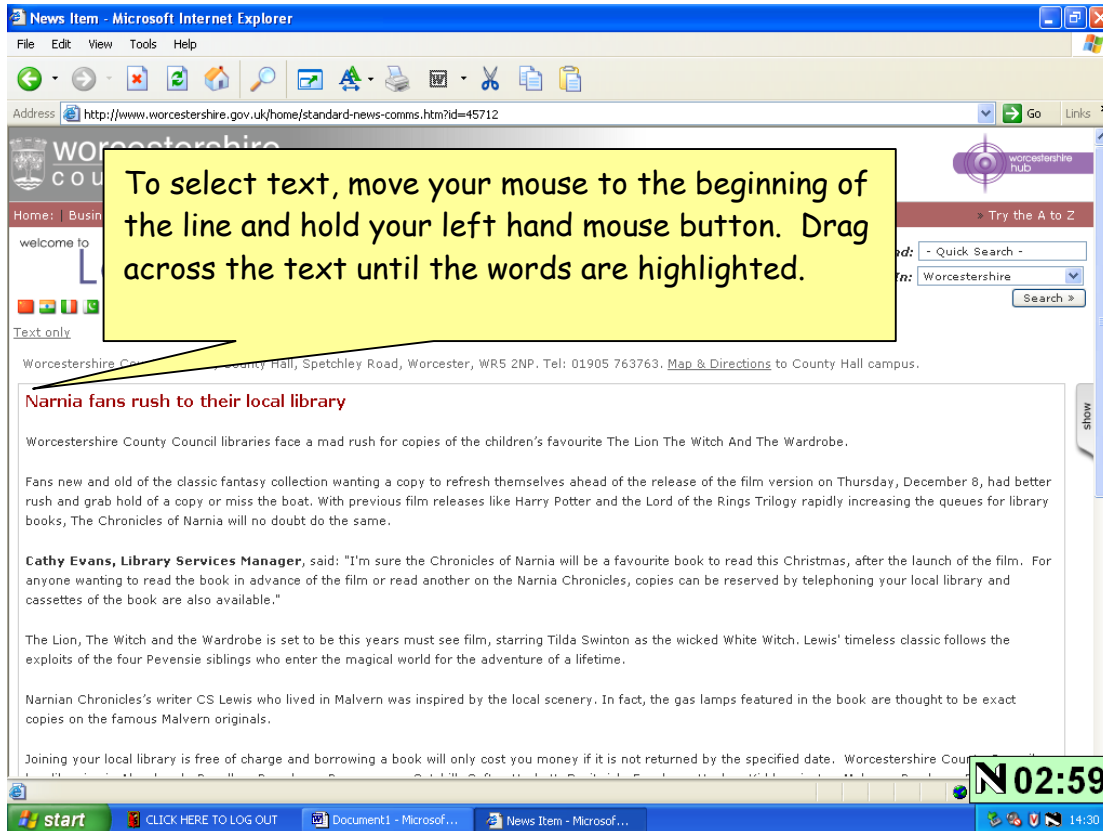 News Item - Microsoft Internet Explorer
File Edit View Tools Help
Address http://www.worcestershire.gov.uk/home/standard-news-comms.htm?id=45712 Go Links
worcestershire hub
To select text, move your mouse to the beginning of
the line and hold your left hand mouse button. Drag
across the text until the words are highlighted.
Home: | » Try the A to Z
welcome to
- Quick Search -
In: Worcestershire
Search »
Text only
Worcestershire Hall, Spetchley Road, Worcester, WR5 2NP. Tel: 01905 763763. Map & Directions to County Hall campus.
show
Narnia fans rush to their local library
Worcestershire County Council libraries face a mad rush for copies of the children's favourite The Lion The Witch And The Wardrobe.
Fans new and old of the classic fantasy collection wanting a copy to refresh themselves ahead of the release of the film version on Thursday, December 8, had better
rush and grab hold of a copy or miss the boat. With previous film releases like Harry Potter and the Lord of the Rings Trilogy rapidly increasing the queues for library
books, The Chronicles of Narnia will no doubt do the same.
Cathy Evans, Library Services Manager, said: "I'm sure the Chronicles of Narnia will be a favourite book to read this Christmas, after the launch of the film. For
anyone wanting to read the book in advance of the film or read another on the Narnia Chronicles, copies can be reserved by telephoning your local library and
cassettes of the book are also available."
The Lion, The Witch and the Wardrobe is set to be this years must see film, starring Tilda Swinton as the wicked White Witch. Lewis' timeless classic follows the
exploits of the four Pevensie siblings who enter the magical world for the adventure of a lifetime.
Narnian Chronicles's writer CS Lewis who lived in Malvern was inspired by the local scenery. In fact, the gas lamps featured in the book are thought to be exact
copies on the famous Malvern originals.
Joining your local library is free of charge and borrowing a book will only cost you money if it is not returned by the specified date. Worcestershire
N 02:59
start CLICK HERE TO LOG OUT Document1 - Microsof... News Item - Microsof... 14:30